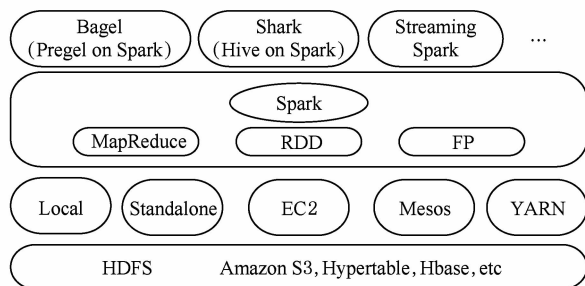 Bagel
(Pregel on Spark)
Shark
(Hive on Spark)
Streaming
Spark
...
Spark
MapReduce
RDD
FP
Local
Standalone
EC2
Mesos
YARN
HDFS
Amazon S3, Hypertable, Hbase, etc